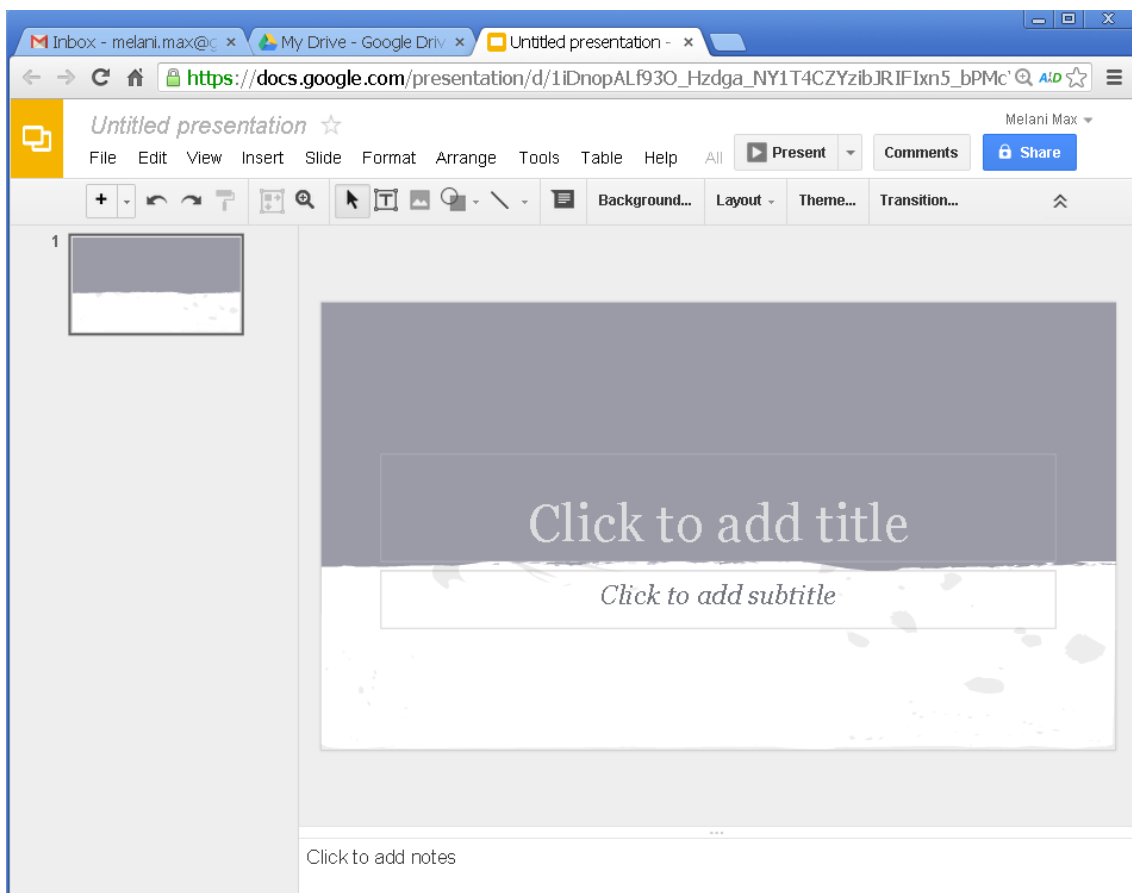 Inbox - melani.max@g
My Drive - Google Driv
Untitled presentation -
https://docs.google.com/presentation/d/1iDnopALf93O_Hzdga_NY1T4CZYzibJRIFIxn5_bPMc
Untitled presentation
Melani Max
File Edit View Insert Slide Format Arrange Tools Table Help All
Present
Comments
Share
Background... Layout Theme... Transition...
1
Click to add title
Click to add subtitle
Click to add notes